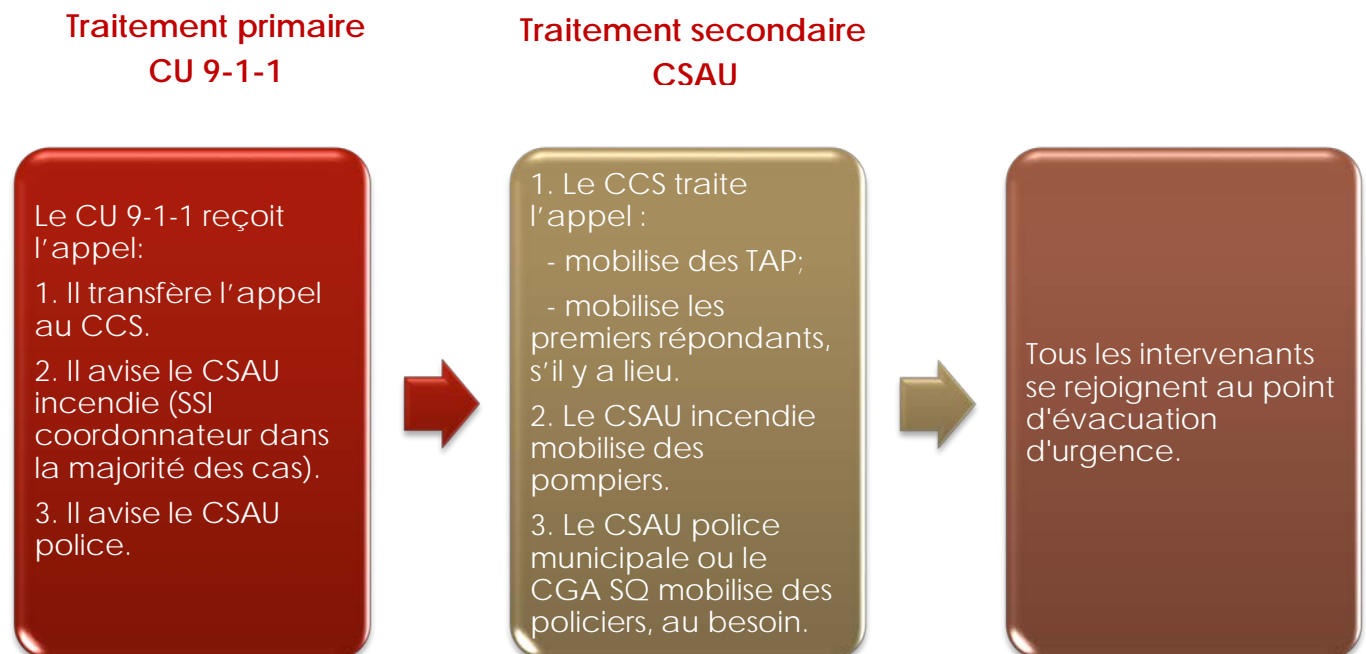 Traitement primaire
CU 9-1-1
Traitement secondaire
CSAU
Le CU 9-1-1 reçoit
l'appel:
1. Il transfère l'appel
au CCS.
2. Il avise le CSAU
incendie (SSI
coordonnateur dans
la majorité des cas).
3. Il avise le CSAU
police.
1. Le CCS traite
l'appel :
- mobilise des TAP;
- mobilise les
premiers répondants,
s'il y a lieu.
2. Le CSAU incendie
mobilise des
pompiers.
3. Le CSAU police
municipale ou le
CGA SQ mobilise des
policiers, au besoin.
Tous les intervenants
se rejoignent au point
d'évacuation
d'urgence.